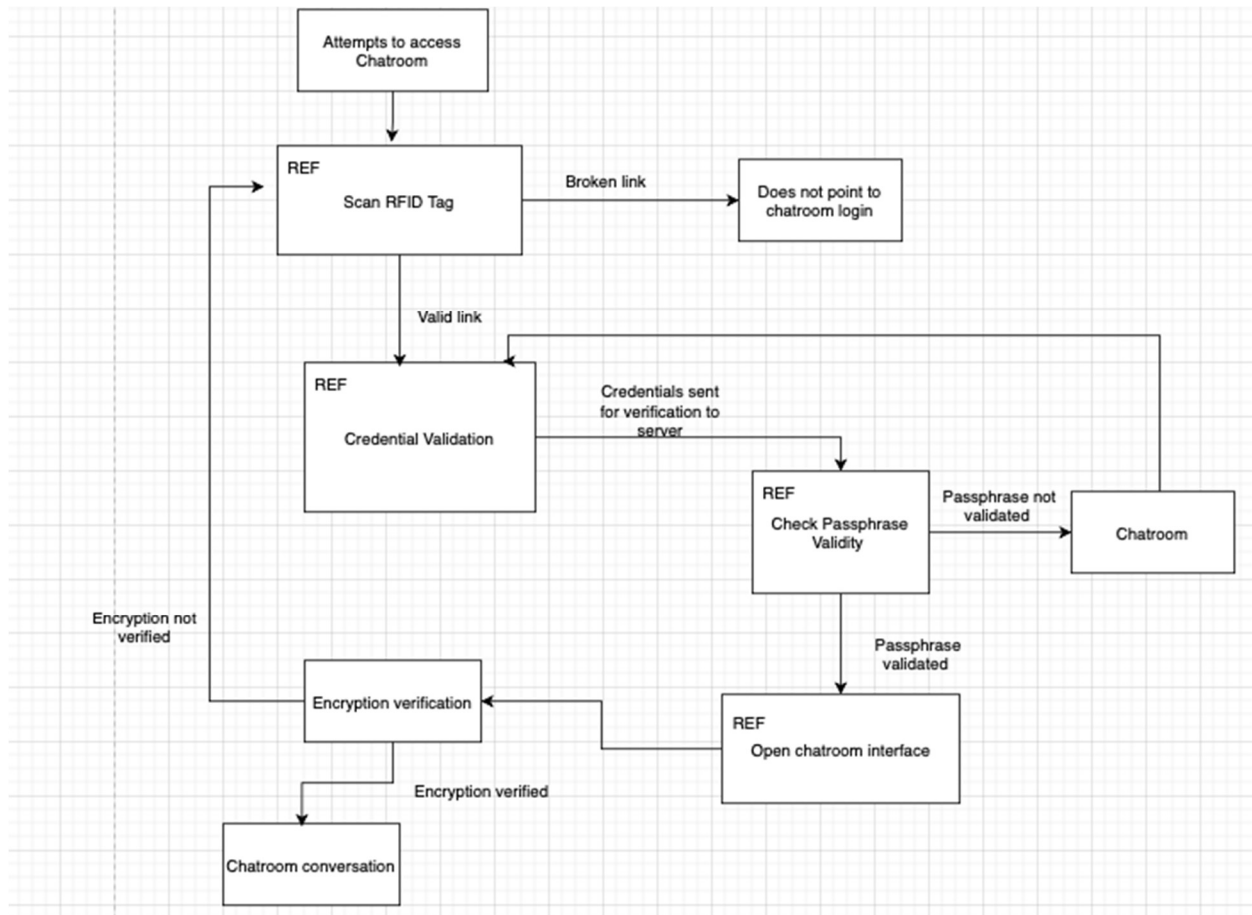 Attempts to access
Chatroom
REF
Scan RFID Tag
Broken link
Does not point to
chatroom login
Valid link
REF
Credential Validation
Credentials sent
for verification to
server
REF
Check Passphrase
Validity
Passphrase not
validated
Chatroom
Encryption not
verified
Passphrase
validated
Encryption verification
REF
Open chatroom interface
Encryption verified
Chatroom conversation